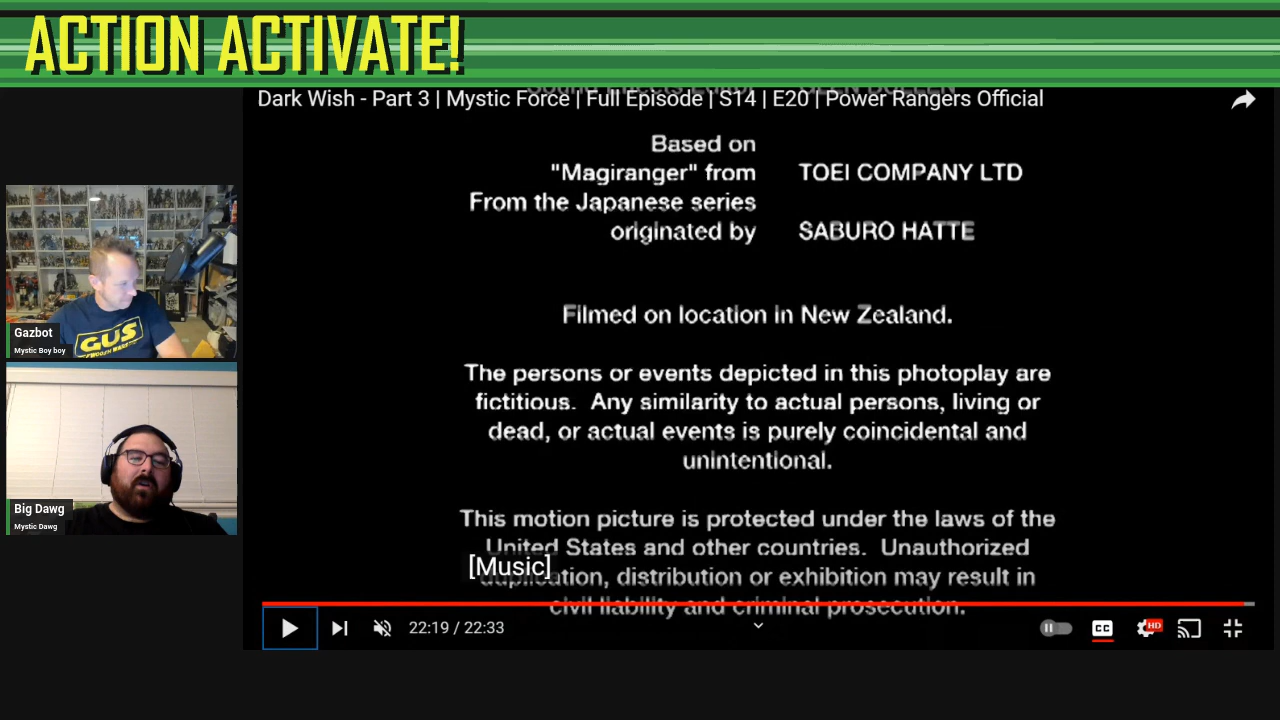 ACTION ACTIVATE!
Dark Wish - Part 3 | Mystic Force | Full Episode | S14 | E20 | Power Rangers Official
Based on
"Magiranger" from TOEI COMPANY LTD
From the Japanese series
originated by SABURO HATTE
Filmed on location in New Zealand.
The persons or events depicted in this photoplay are
fictitious. Any similarity to actual persons, living or
dead, or actual events is purely coincidental and
unintentional.
This motion picture is protected under the laws of the
United States and other countries. Unauthorized
[Music]
duplication, distribution or exhibition may result in
civil liability and criminal prosecution.
22:19 / 22:33
CC
HD
GUS
Gazbot
Mystic Boy boy
Big Dawg
Mystic Dawg